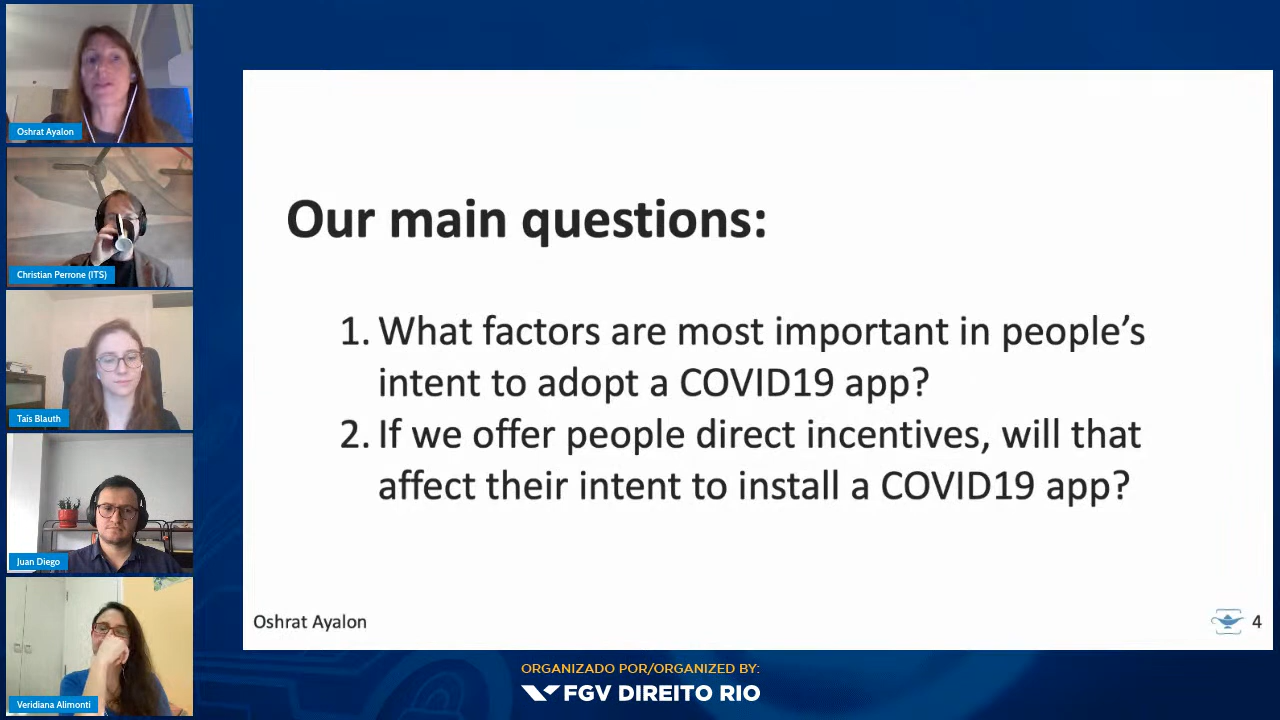 Oshrat Ayalon
Christian Perrone (ITS)
Tais Blauth
Juan Diego
Veridiana Alimonti
Our main questions:
1. What factors are most important in people’s
intent to adopt a COVID19 app?
2. If we offer people direct incentives, will that
affect their intent to install a COVID19 app?
Oshrat Ayalon
4
ORGANIZADO POR/ORGANIZED BY:
FGV DIREITO RIO